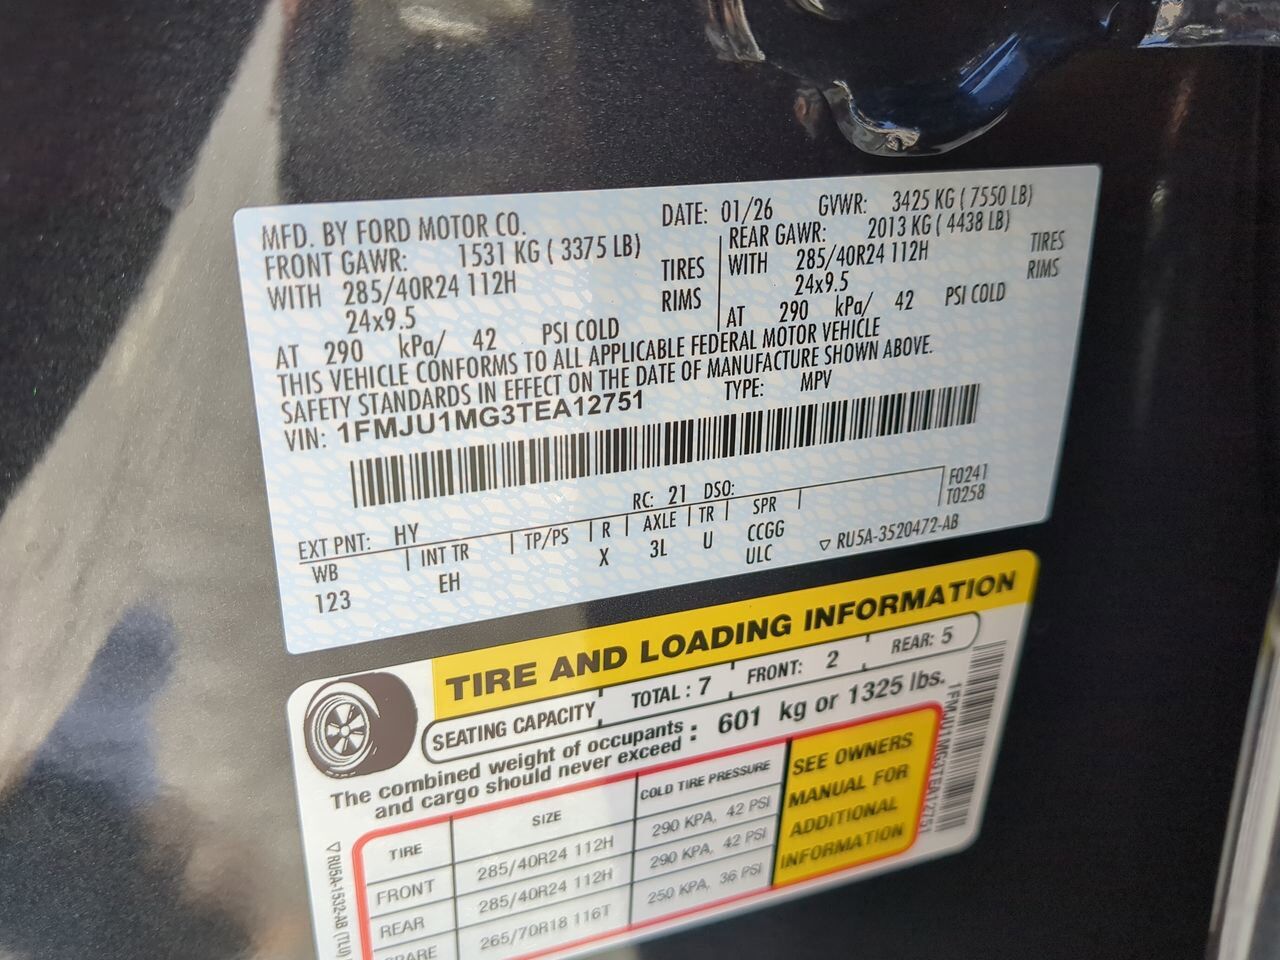 MFD. BY FORD MOTOR CO.
DATE: 01/26 GVWR: 3425 KG ( 7550 LB)
FRONT GAWR: 1531 KG ( 3375 LB)
REAR GAWR: 2013 KG ( 4438 LB)
WITH 285/40R24 112H TIRES
WITH 285/40R24 112H TIRES
24x9.5 RIMS
24x9.5 RIMS
AT 290 kPa/ 42 PSI COLD
AT 290 kPa/ 42 PSI COLD
THIS VEHICLE CONFORMS TO ALL APPLICABLE FEDERAL MOTOR VEHICLE
SAFETY STANDARDS IN EFFECT ON THE DATE OF MANUFACTURE SHOWN ABOVE.
VIN: 1FMJU1MG3TEA12751 TYPE: MPV
EXT PNT: HY RC: 21 DSO: F0241
T0258
WB INT TR TP/PS R AXLE TR SPR
123 EH X 3L U CCGG
ULC
▽ RU5A-3520472-AB
TIRE AND LOADING INFORMATION
SEATING CAPACITY TOTAL : 7 FRONT: 2 REAR: 5
The combined weight of occupants
and cargo should never exceed : 601 kg or 1325 lbs.
TIRE SIZE COLD TIRE PRESSURE
FRONT 285/40R24 112H 290 KPA, 42 PSI
REAR 285/40R24 112H 290 KPA, 42 PSI
SPARE 265/70R18 116T 250 KPA, 36 PSI
SEE OWNERS
MANUAL FOR
ADDITIONAL
INFORMATION
1FMJU1MG3TEA12751
▽ RU5A-1532-AB (TLU)